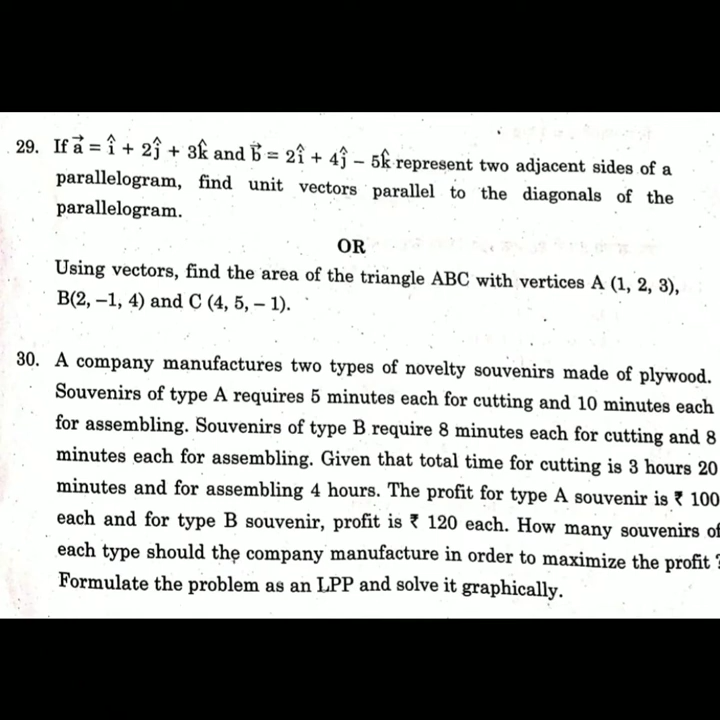 29. If a⃗ = î + 2ĵ + 3k̂ and b⃗ = 2î + 4ĵ – 5k̂ represent two adjacent sides of a
parallelogram, find unit vectors parallel to the diagonals of the
parallelogram.
OR
Using vectors, find the area of the triangle ABC with vertices A (1, 2, 3),
B(2, –1, 4) and C (4, 5, – 1).
30. A company manufactures two types of novelty souvenirs made of plywood.
Souvenirs of type A requires 5 minutes each for cutting and 10 minutes each
for assembling. Souvenirs of type B require 8 minutes each for cutting and 8
minutes each for assembling. Given that total time for cutting is 3 hours 20
minutes and for assembling 4 hours. The profit for type A souvenir is ₹ 100
each and for type B souvenir, profit is ₹ 120 each. How many souvenirs of
each type should the company manufacture in order to maximize the profit ?
Formulate the problem as an LPP and solve it graphically.